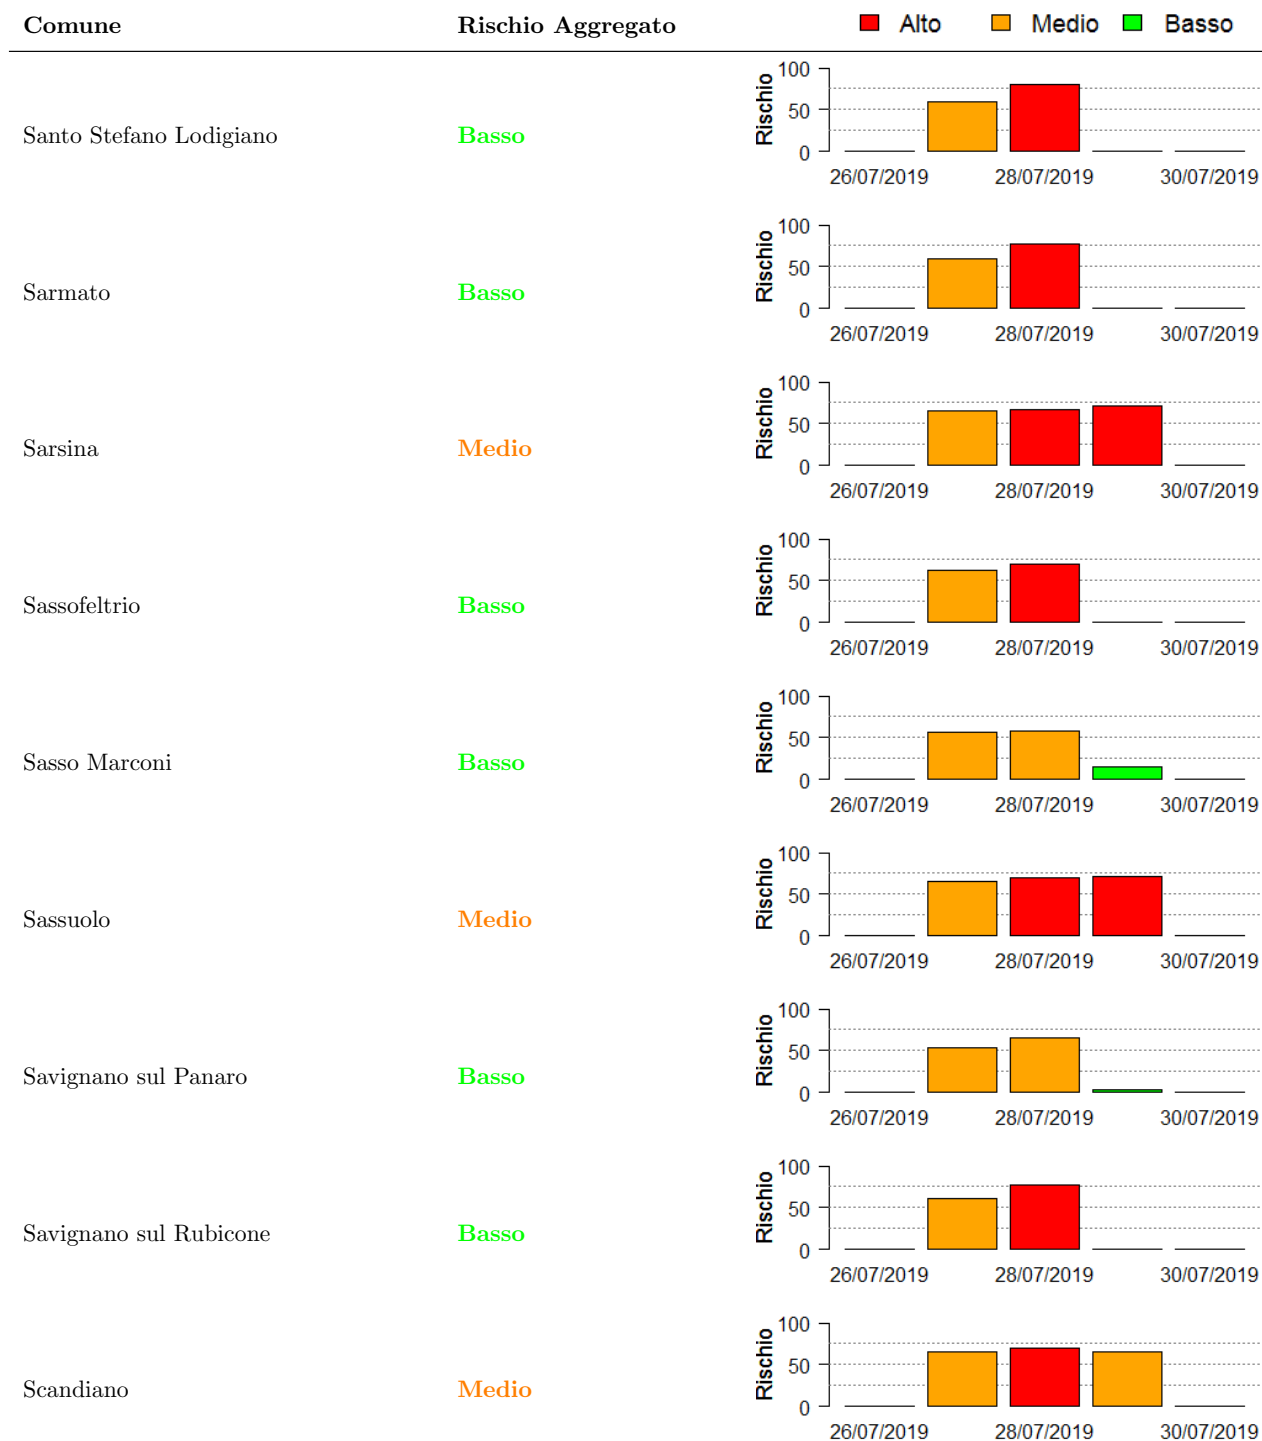 Comune Rischio Aggregato Alto Medio Basso
100
Rischio
50
Santo Stefano Lodigiano Basso
0
26/07/2019 28/07/2019 30/07/2019
100
Rischio
50
Sarmato Basso
0
26/07/2019 28/07/2019 30/07/2019
100
Rischio
50
Sarsina Medio
0
26/07/2019 28/07/2019 30/07/2019
100
Rischio
50
Sassofeltrio Basso
0
26/07/2019 28/07/2019 30/07/2019
100
Rischio
50
Sasso Marconi Basso
0
26/07/2019 28/07/2019 30/07/2019
100
Rischio
50
Sassuolo Medio
0
26/07/2019 28/07/2019 30/07/2019
100
Rischio
50
Savignano sul Panaro Basso
0
26/07/2019 28/07/2019 30/07/2019
100
Rischio
50
Savignano sul Rubicone Basso
0
26/07/2019 28/07/2019 30/07/2019
100
Rischio
50
Scandiano Medio
0
26/07/2019 28/07/2019 30/07/2019